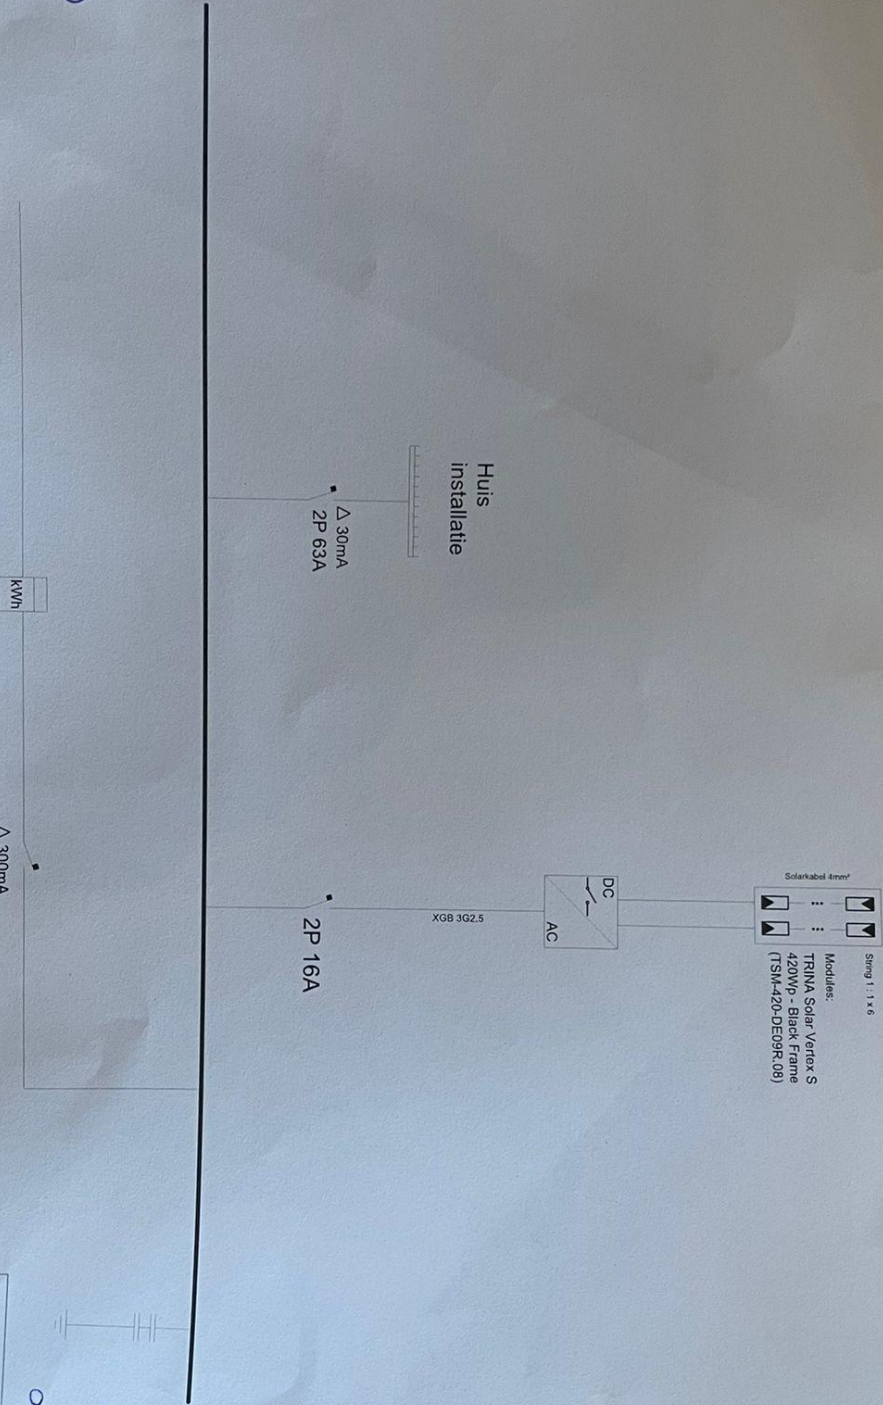 String 1 : 1 x 6
Modules:
TRINA Solar Vertex S
420Wp - Black Frame
(TSM-420-DE09R.08)
Solarkabel 4mm²
DC
AC
XGB 3G2.5
2P 16A
Huis
installatie
Δ 30mA
2P 63A
kWh
Δ 300mA